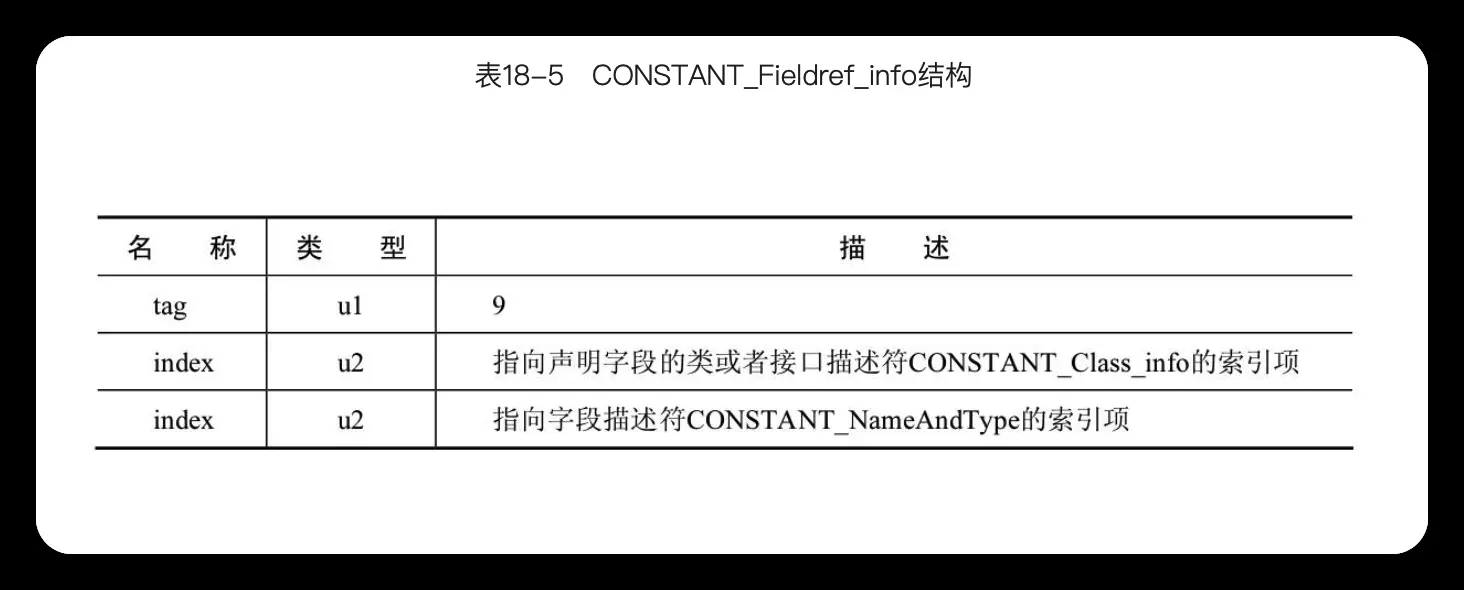 表18-5 CONSTANT_Fieldref_info结构
名 称 类 型 描 述
tag u1 9
index u2 指向声明字段的类或者接口描述符CONSTANT_Class_info的索引项
index u2 指向字段描述符CONSTANT_NameAndType的索引项